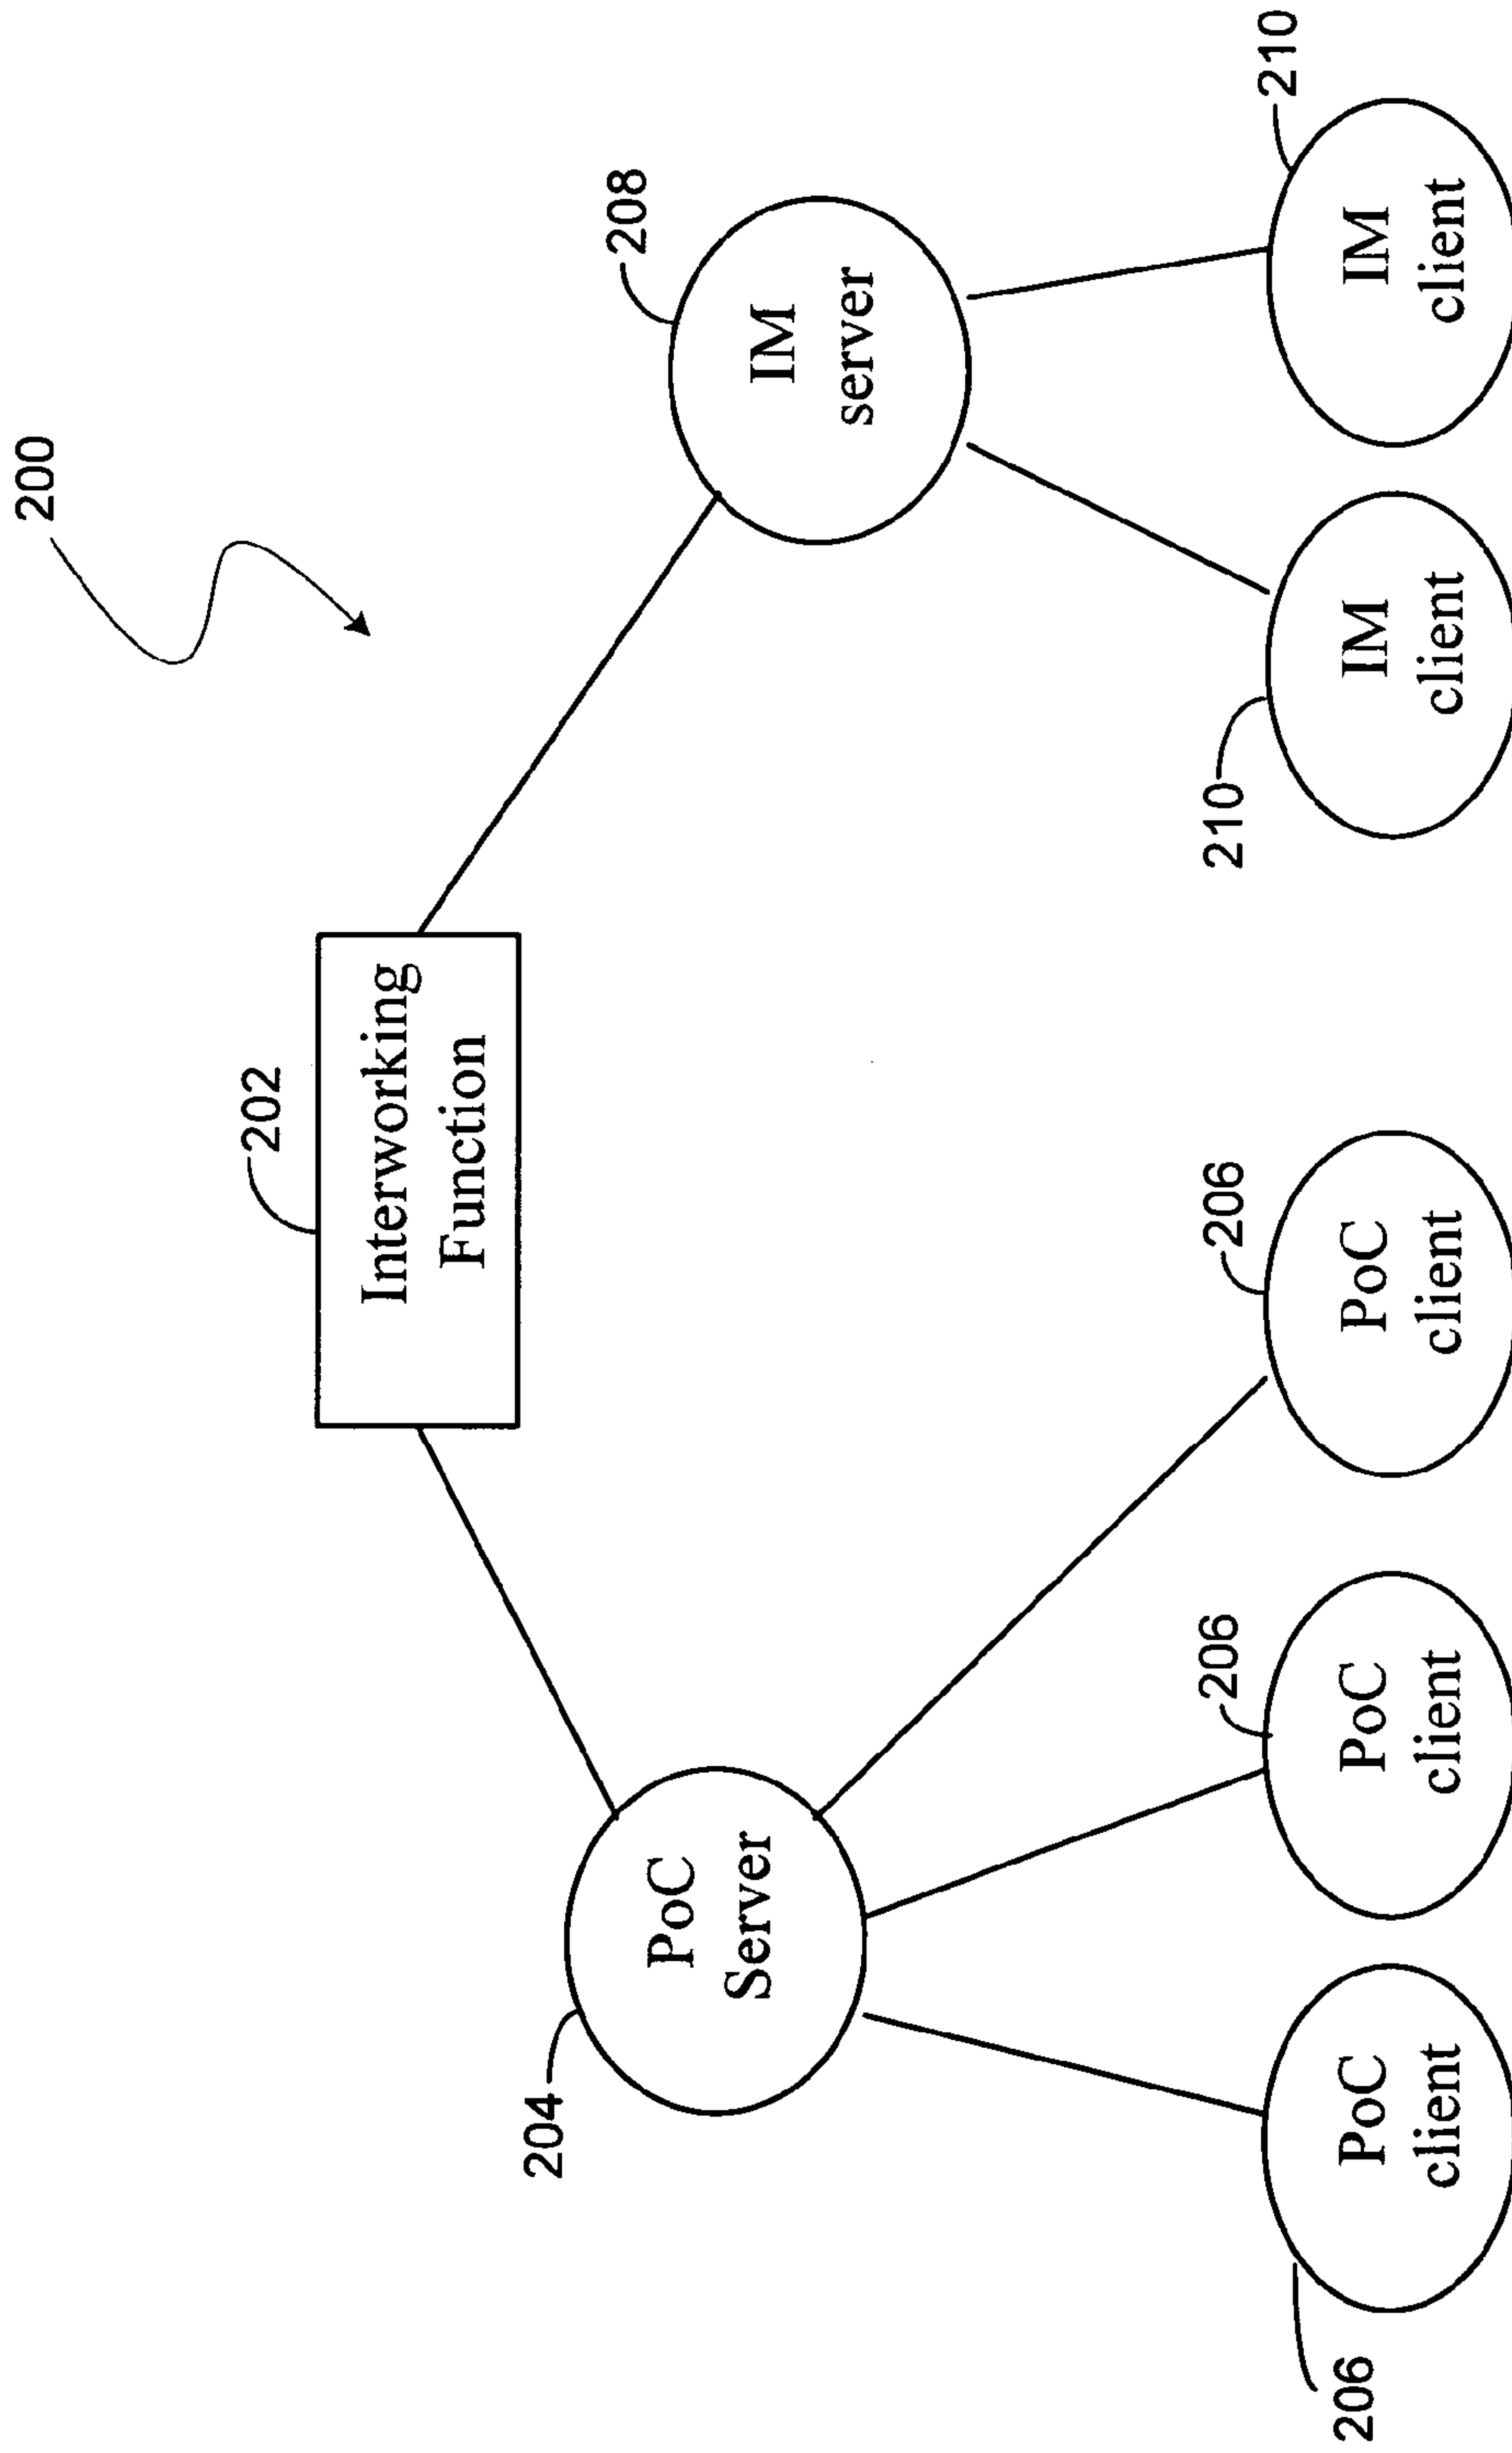 200
202
Interworking
Function
208
IM
server
204
PoC
Server
206
PoC
client
206
PoC
client
206
PoC
client
210
IM
client
210
IM
client